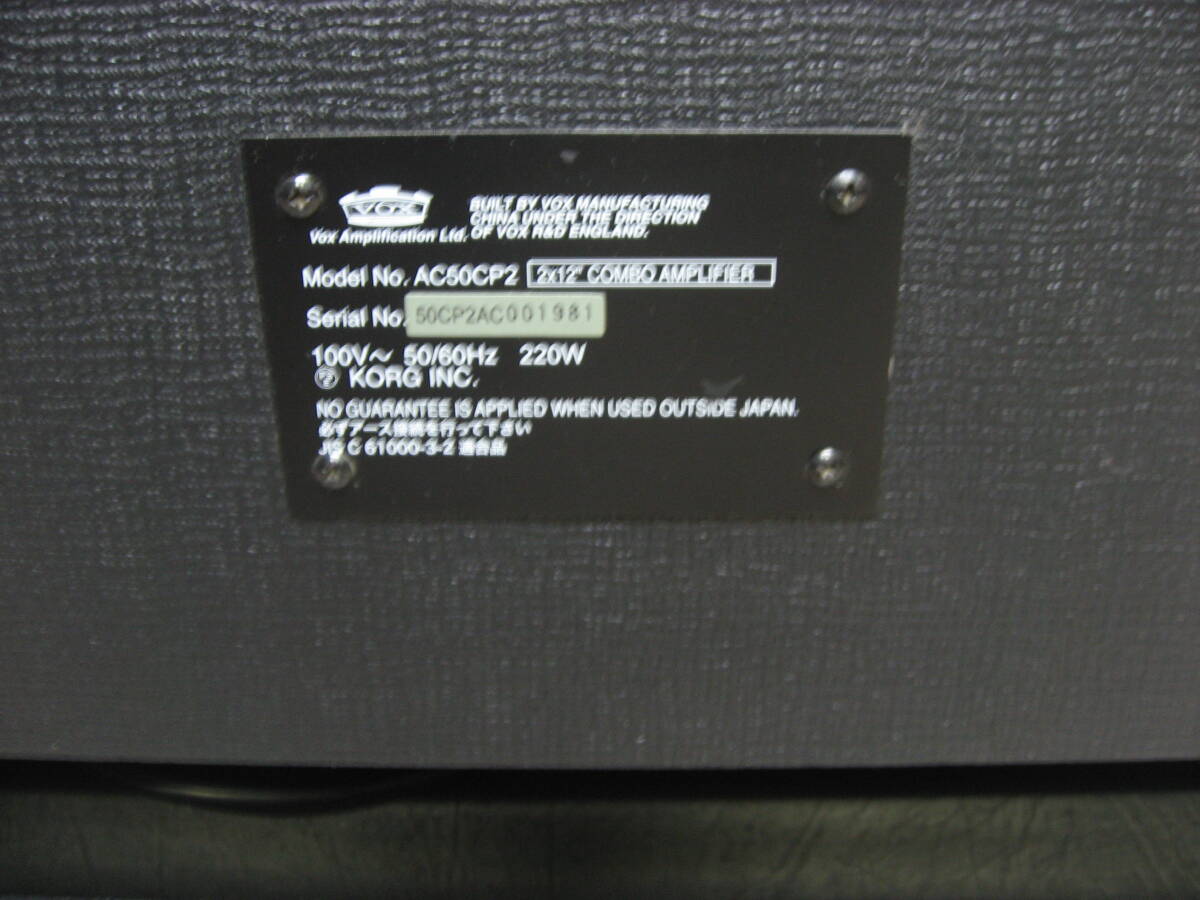 VOX
Vox Amplification Ltd.
BUILT BY VOX MANUFACTURING
CHINA UNDER THE DIRECTION
OF VOX R&D ENGLAND.
Model No. AC50CP2 2x12" COMBO AMPLIFIER
Serial No. 50CP2AC001981
100V~ 50/60Hz 220W
KORG INC.
NO GUARANTEE IS APPLIED WHEN USED OUTSIDE JAPAN.
必ずアース接続を行って下さい
JIS C 61000-3-2 適合品